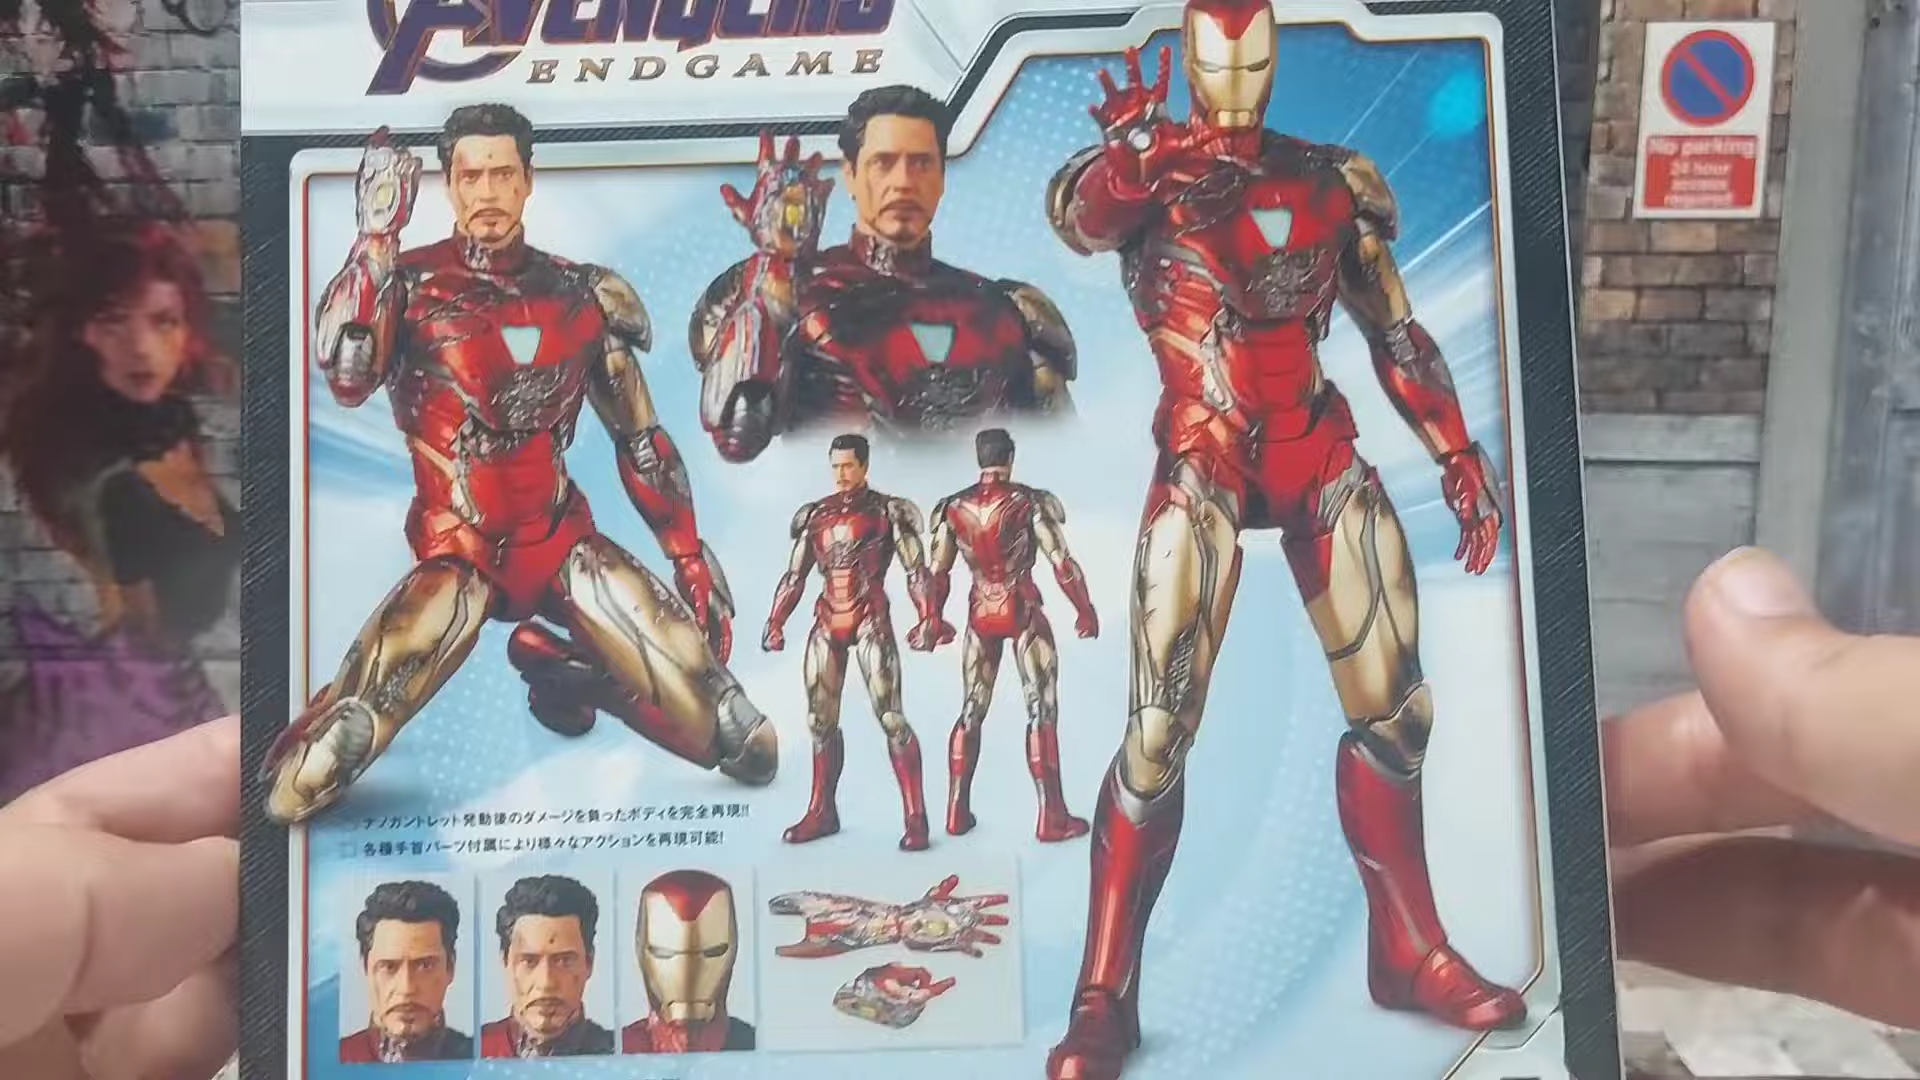 AVENGERS
ENDGAME
No parking
24 hour
access
required
ナノガントレット発動後のダメージを負ったボディを完全再現!!
各種手首パーツ付属により様々なアクションを再現可能!